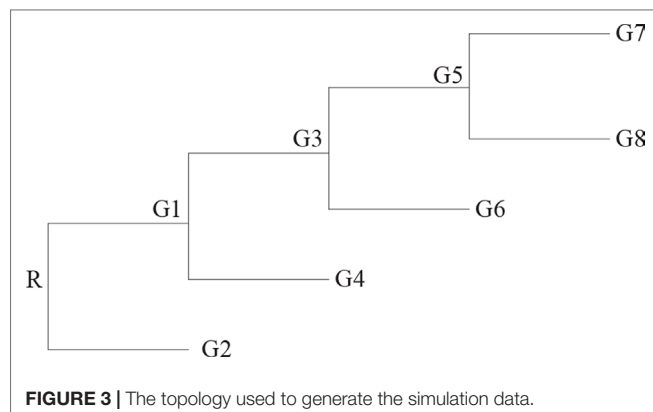 G7
G5
G8
G3
G6
G1
G4
R
G2
FIGURE 3 | The topology used to generate the simulation data.